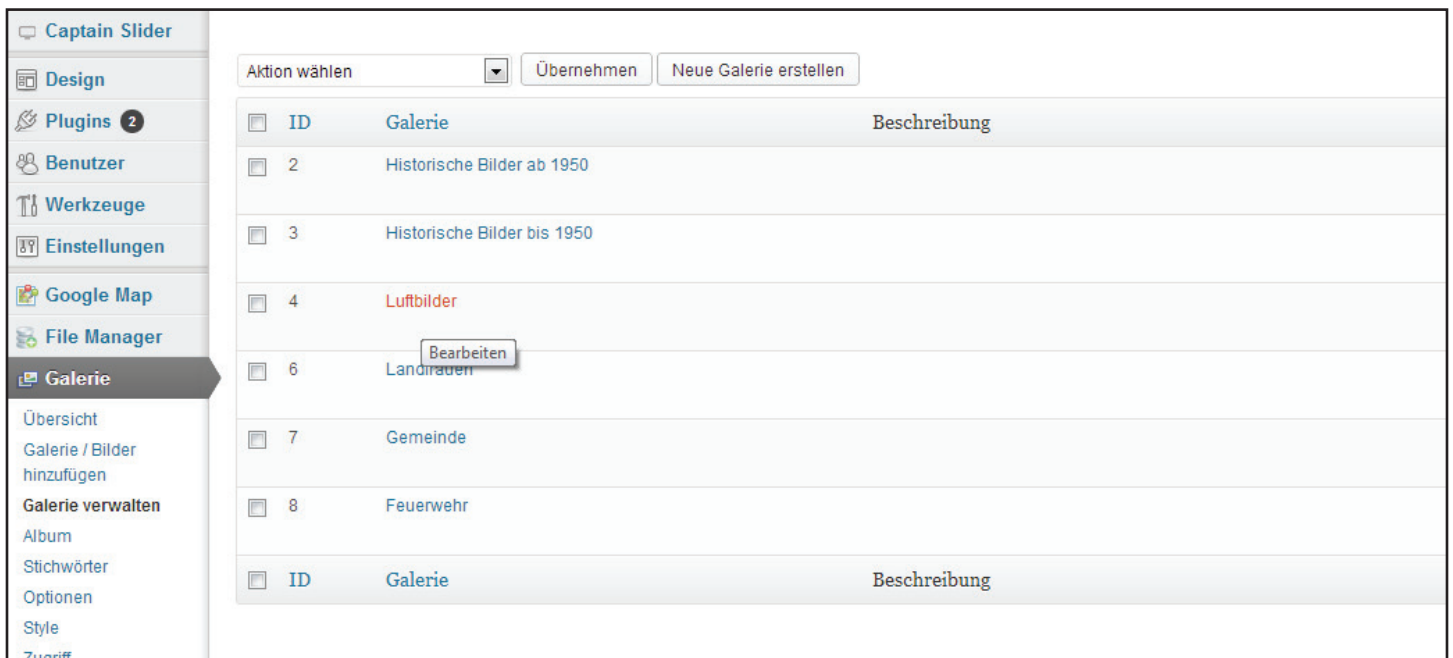 Captain Slider
Design
Plugins 2
Benutzer
Werkzeuge
Einstellungen
Google Map
File Manager
Galerie
Übersicht
Galerie / Bilder
hinzufügen
Galerie verwalten
Album
Stichwörter
Optionen
Style
Aktion wählen Übernehmen Neue Galerie erstellen
ID Galerie Beschreibung
2 Historische Bilder ab 1950
3 Historische Bilder bis 1950
4 Luftbilder
Bearbeiten
6 Landfrauen
7 Gemeinde
8 Feuerwehr
ID Galerie Beschreibung